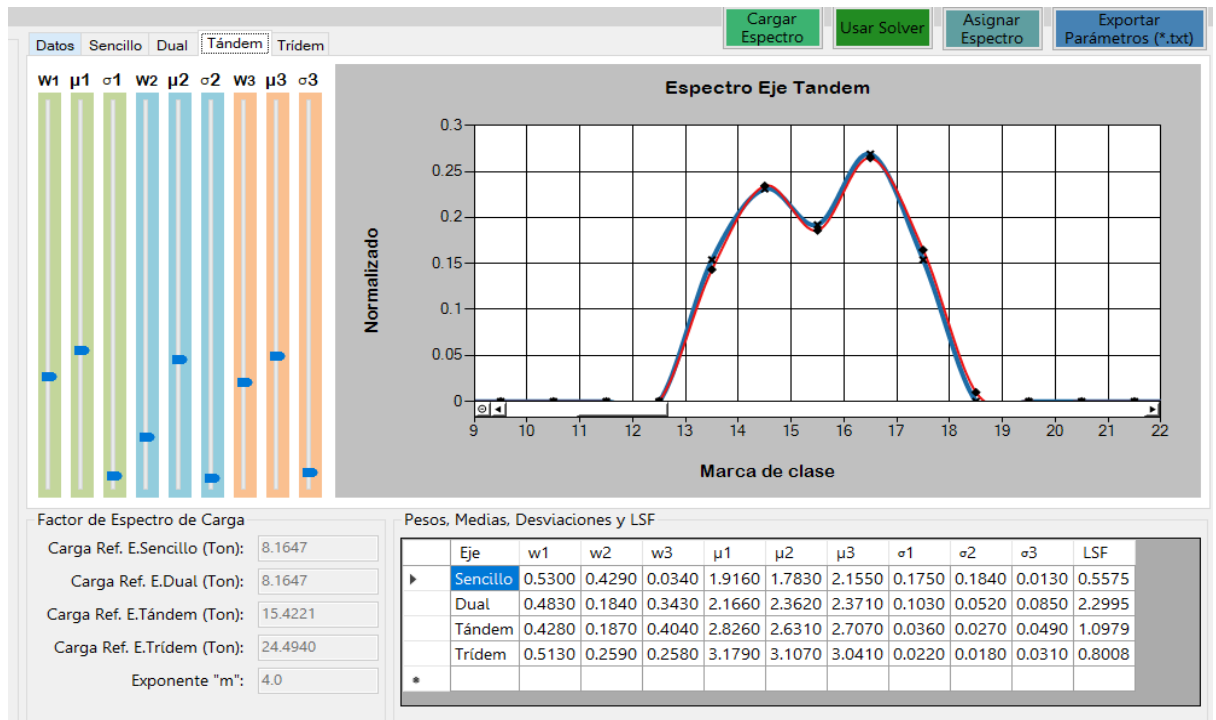 Cargar Espectro
Usar Solver
Asignar Espectro
Exportar Parámetros (*.txt)
Datos Sencillo Dual Tándem Trídem
w1 μ1 σ1 w2 μ2 σ2 w3 μ3 σ3
Espectro Eje Tandem
Normalizado
0.3
0.25
0.2
0.15
0.1
0.05
0
9 10 11 12 13 14 15 16 17 18 19 20 21 22
Marca de clase
Factor de Espectro de Carga
Carga Ref. E.Sencillo (Ton): 8.1647
Carga Ref. E.Dual (Ton): 8.1647
Carga Ref. E.Tándem (Ton): 15.4221
Carga Ref. E.Trídem (Ton): 24.4940
Exponente "m": 4.0
Pesos, Medias, Desviaciones y LSF
Eje w1 w2 w3 μ1 μ2 μ3 σ1 σ2 σ3 LSF
Sencillo 0.5300 0.4290 0.0340 1.9160 1.7830 2.1550 0.1750 0.1840 0.0130 0.5575
Dual 0.4830 0.1840 0.3430 2.1660 2.3620 2.3710 0.1030 0.0520 0.0850 2.2995
Tándem 0.4280 0.1870 0.4040 2.8260 2.6310 2.7070 0.0360 0.0270 0.0490 1.0979
Trídem 0.5130 0.2590 0.2580 3.1790 3.1070 3.0410 0.0220 0.0180 0.0310 0.8008